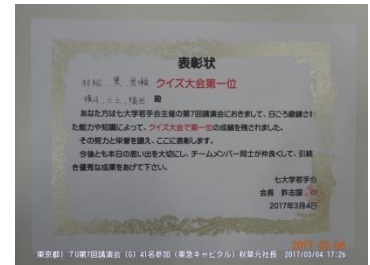 表彰状
クイズ大会第一位
殿
あなた方は七大学若手会主催の第7回講演会におきまして、日ごろ鍛錬され
た能力や知識によって、クイズ大会で第一位の成績を残されました。
その努力と栄誉を讃え、ここに表彰します。
今後とも本日の思い出を大切にし、チームメンバー同士が仲良くして、引続
き優秀な成果をあげて下さい。
七大学若手会
会長 許志国
2017年3月4日
東京都) 7U第7回講演会(G) 41名参加(東急キャピタル)秋草元社長 2017/03/04 17:26